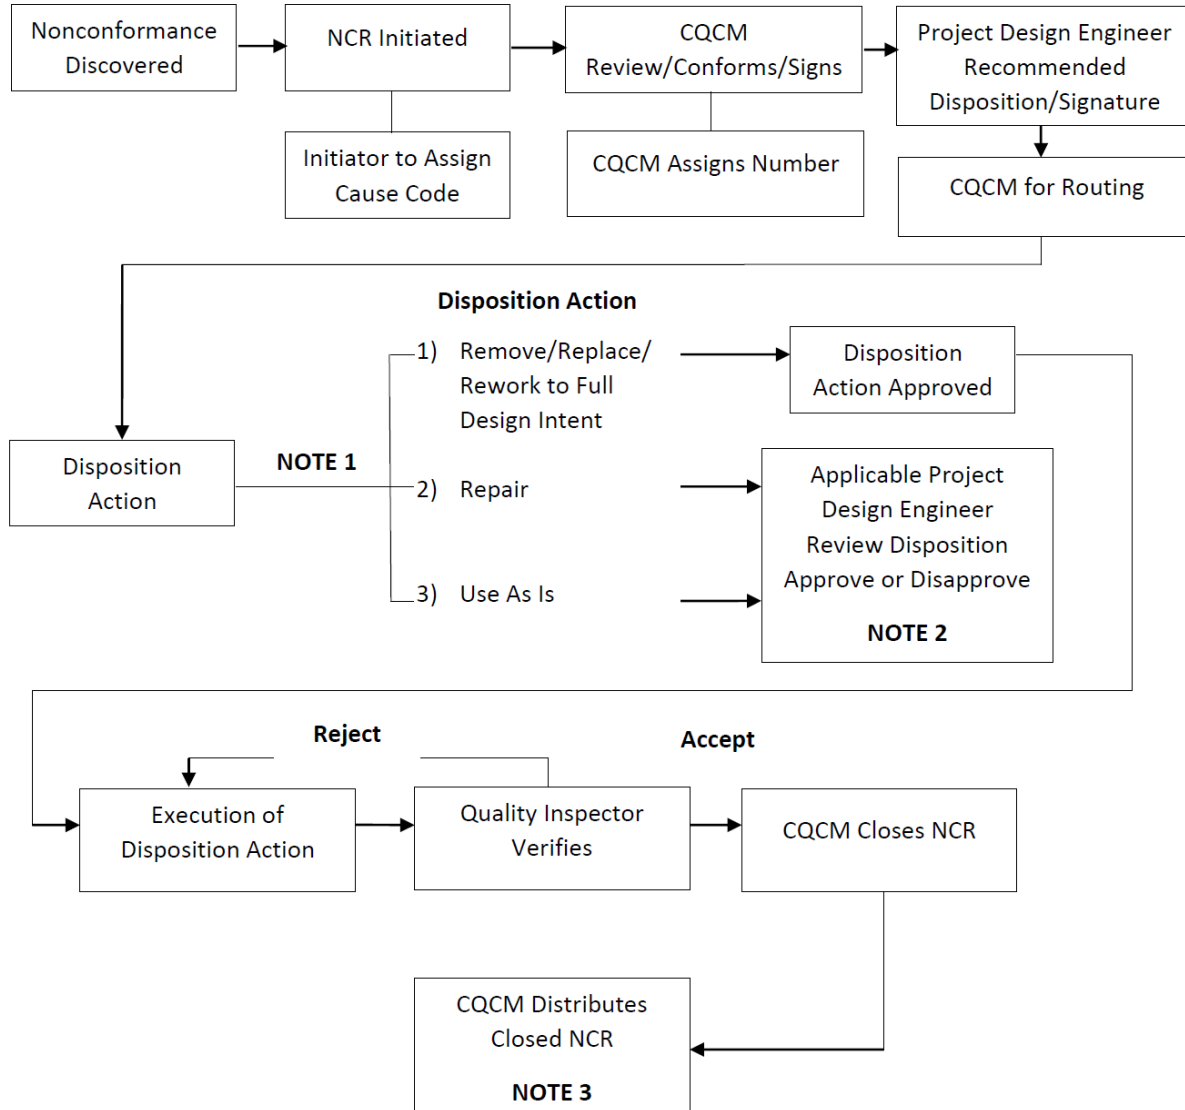 Nonconformance
Discovered
NCR Initiated
CQCM
Review/Conforms/Signs
Project Design Engineer
Recommended
Disposition/Signature
Initiator to Assign
Cause Code
CQCM Assigns Number
CQCM for Routing
Disposition Action
1) Remove/Replace/
Rework to Full
Design Intent
Disposition
Action Approved
Disposition
Action
NOTE 1
2) Repair
Applicable Project
Design Engineer
Review Disposition
Approve or Disapprove
NOTE 2
3) Use As Is
Reject
Accept
Execution of
Disposition Action
Quality Inspector
Verifies
CQCM Closes NCR
CQCM Distributes
Closed NCR
NOTE 3